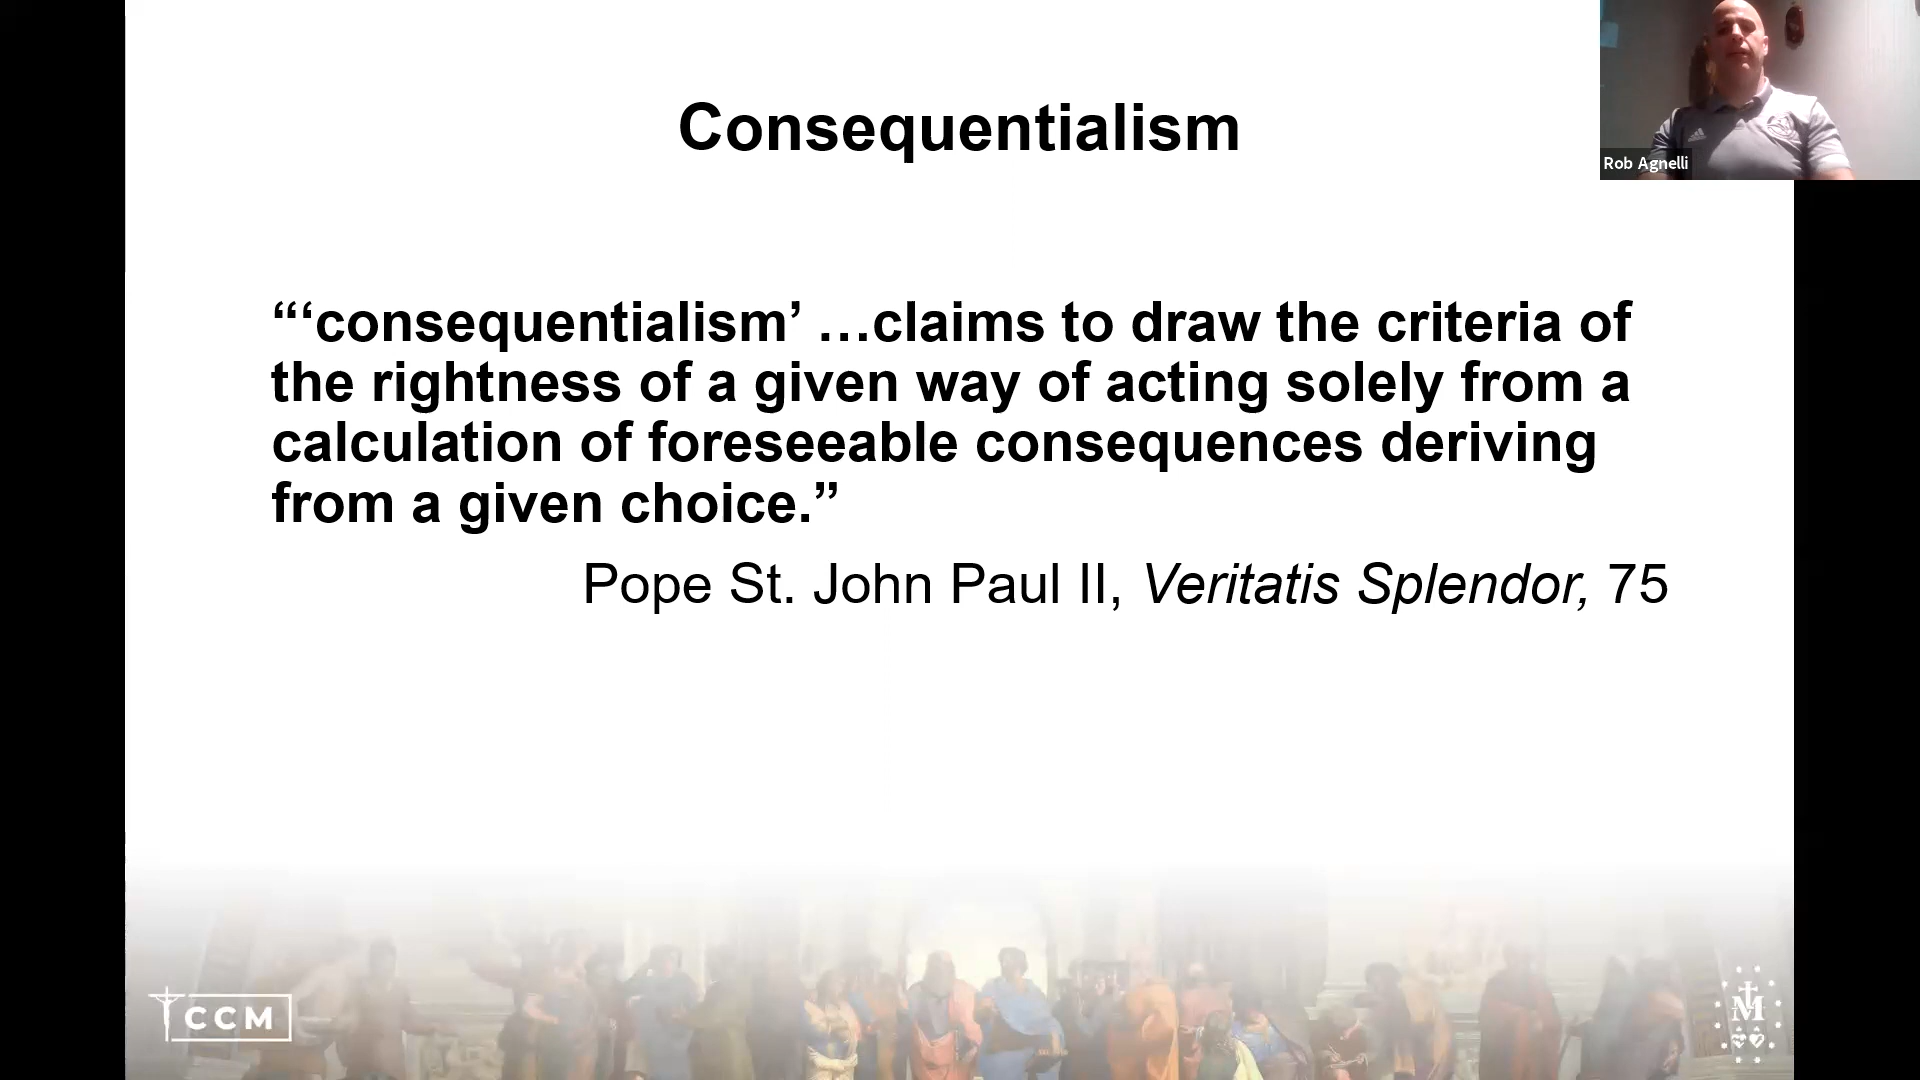 Consequentialism
Rob Agnelli
“‘consequentialism’ …claims to draw the criteria of
the rightness of a given way of acting solely from a
calculation of foreseeable consequences deriving
from a given choice.”
Pope St. John Paul II, Veritatis Splendor, 75
CCM
M